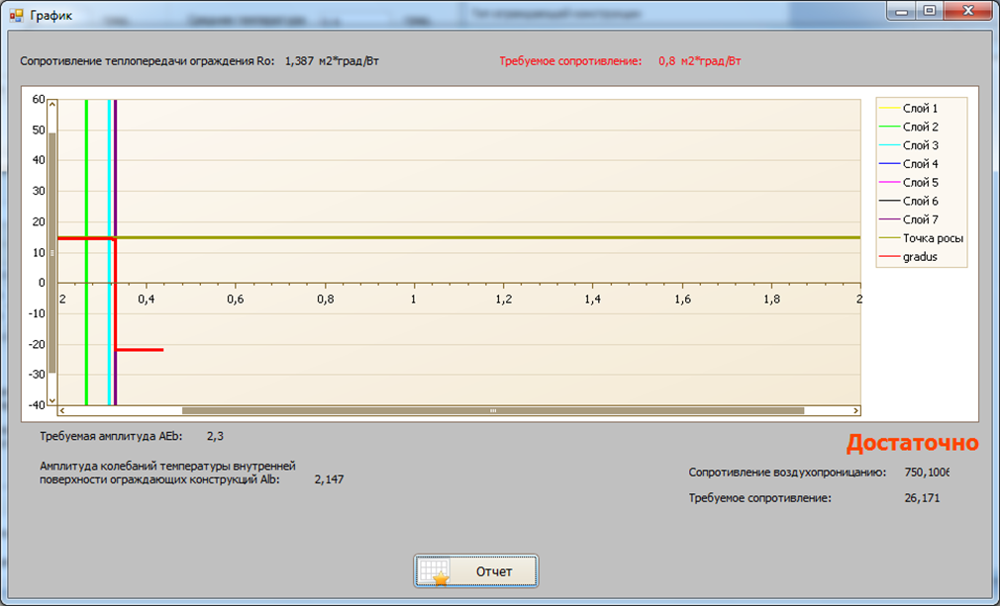 График
Сопротивление теплопередачи ограждения Ro: 1,387 м2*град/Вт
Требуемое сопротивление: 0,8 м2*град/Вт
60
50
40
30
20
10
0
-10
-20
-30
-40
2 0,4 0,6 0,8 1 1,2 1,4 1,6 1,8 2
Слой 1
Слой 2
Слой 3
Слой 4
Слой 5
Слой 6
Слой 7
Точка росы
gradus
Требуемая амплитуда AEb: 2,3
Амплитуда колебаний температуры внутренней
поверхности ограждающих конструкций Alb: 2,147
Достаточно
Сопротивление воздухопроницанию: 750,1006
Требуемое сопротивление: 26,171
Отчет